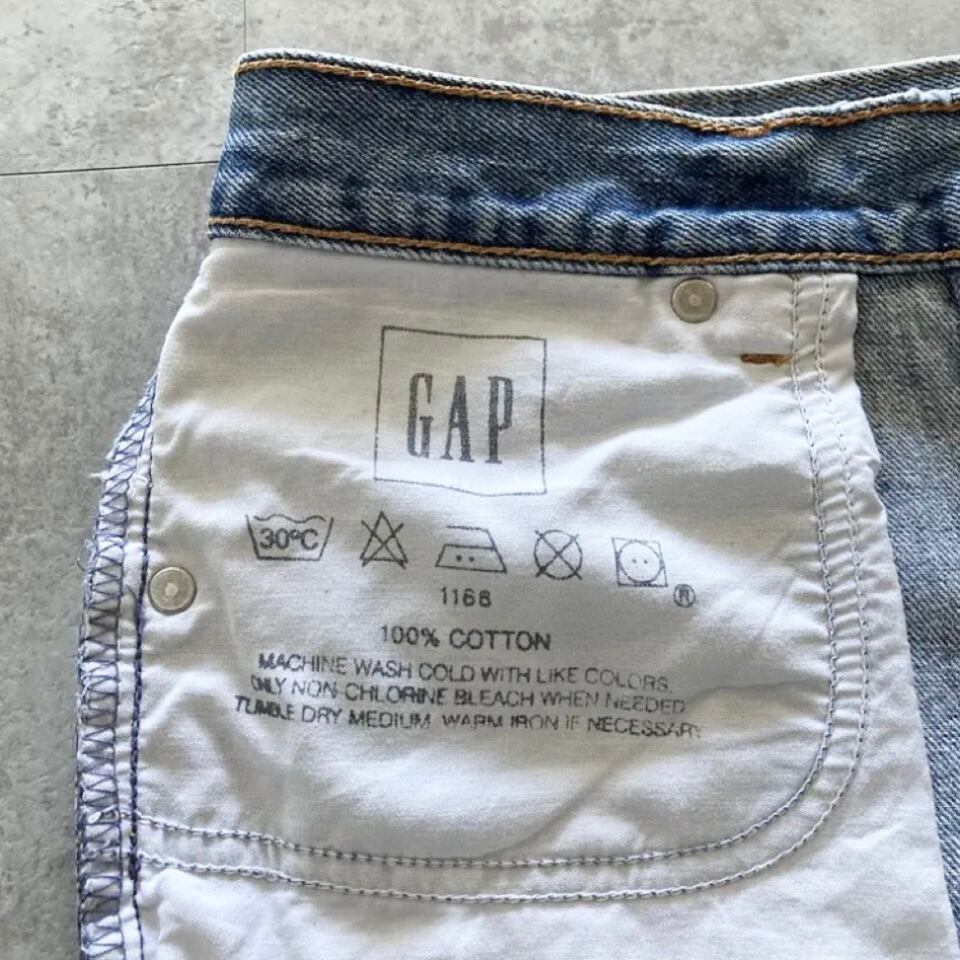 GAP
30°C
®
1166
100% COTTON
MACHINE WASH COLD WITH LIKE COLORS.
ONLY NON-CHLORINE BLEACH WHEN NEEDED
TUMBLE DRY MEDIUM. WARM IRON IF NECESSARY